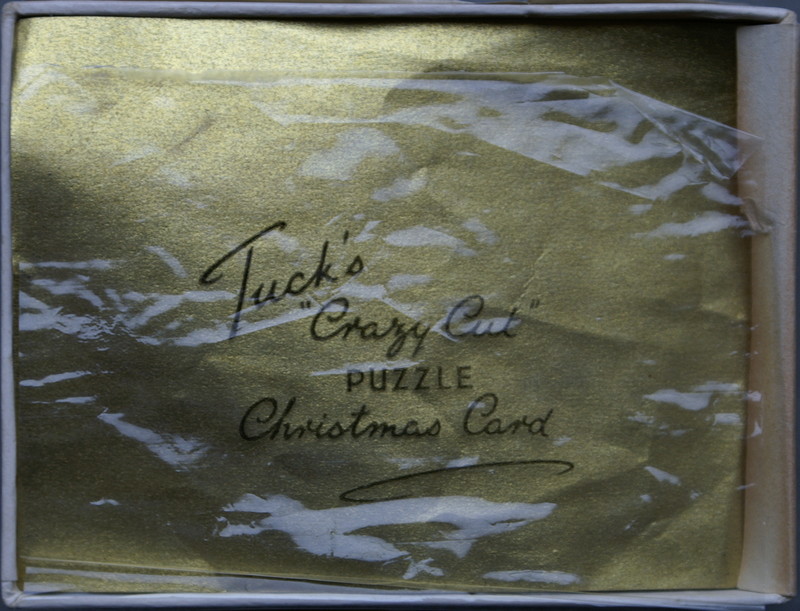 Tuck's
"Crazy Cut"
PUZZLE
Christmas Card